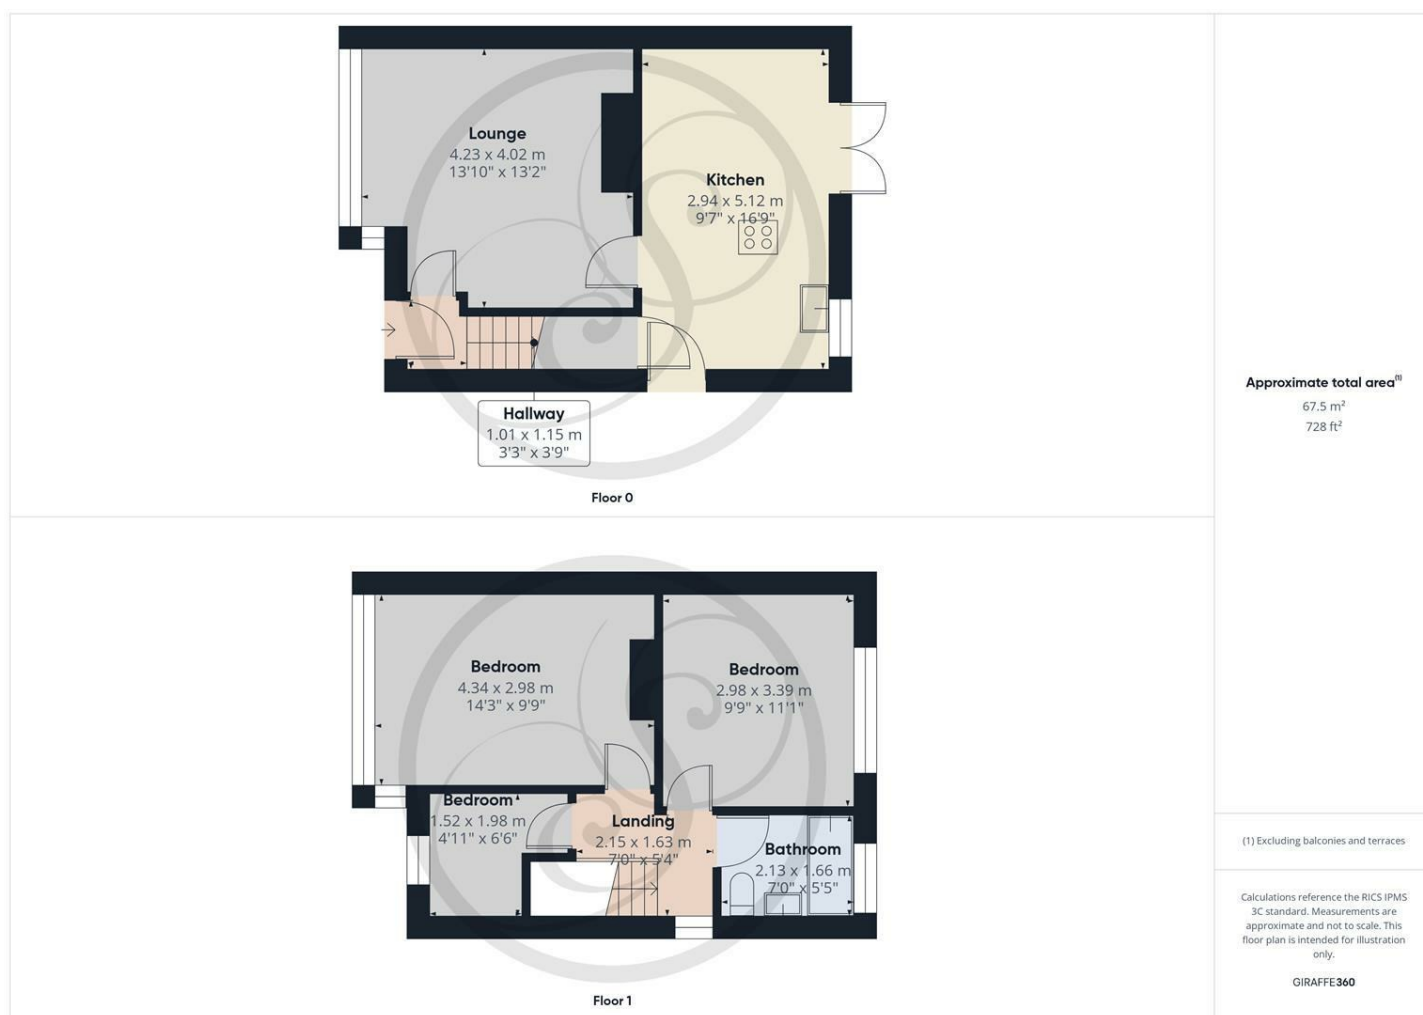 Lounge
4.23 x 4.02 m
13'10" x 13'2"
Kitchen
2.94 x 5.12 m
9'7" x 16'9"
Hallway
1.01 x 1.15 m
3'3" x 3'9"
Floor 0
Bedroom
4.34 x 2.98 m
14'3" x 9'9"
Bedroom
2.98 x 3.39 m
9'9" x 11'1"
Bedroom
1.52 x 1.98 m
4'11" x 6'6"
Landing
2.15 x 1.63 m
7'0" x 5'4"
Bathroom
2.13 x 1.66 m
7'0" x 5'5"
Floor 1
Approximate total area(1)
67.5 m²
728 ft²
(1) Excluding balconies and terraces
Calculations reference the RICS IPMS
3C standard. Measurements are
approximate and not to scale. This
floor plan is intended for illustration
only.
GIRAFFE360